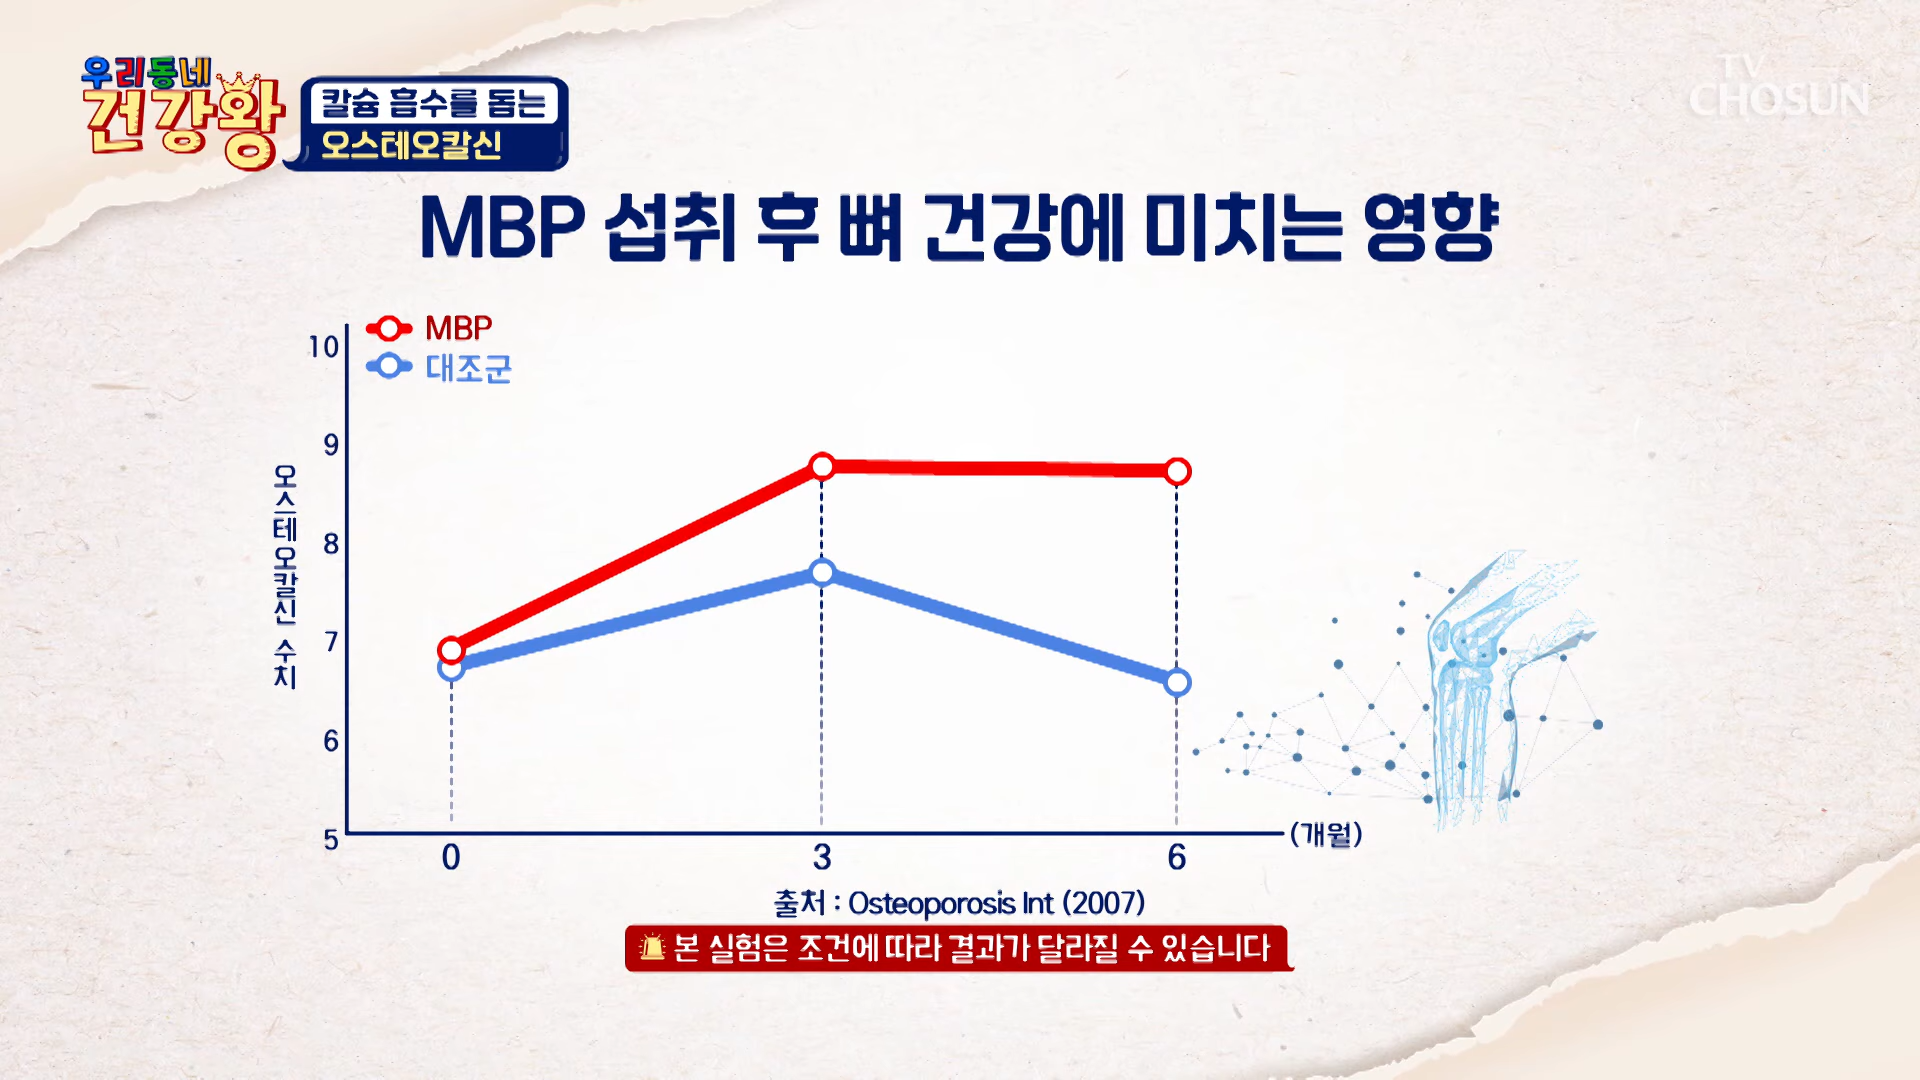 우리동네
건강왕
칼슘 흡수를 돕는
오스테오칼신
TV
CHOSUN
MBP 섭취 후 뼈 건강에 미치는 영향
MBP
대조군
10
9
8
7
6
5
오스테오칼신 수치
0
3
6
(개월)
출처 : Osteoporosis Int (2007)
본 실험은 조건에 따라 결과가 달라질 수 있습니다